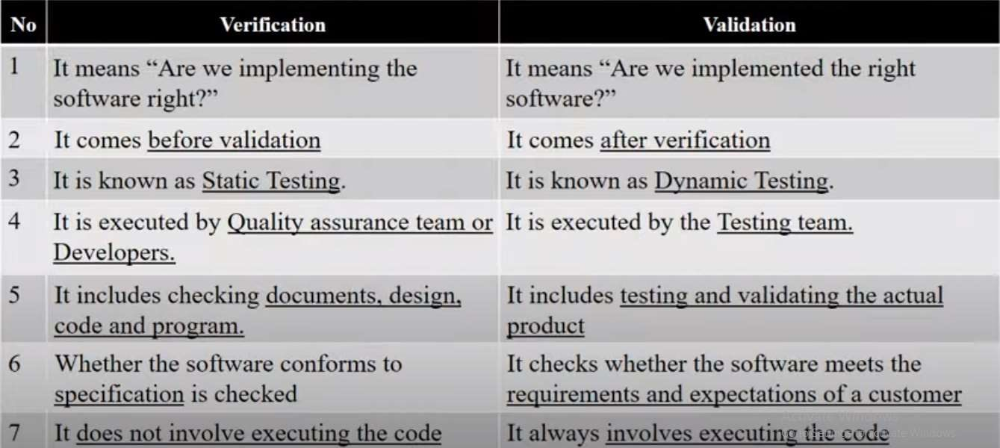 No Verification Validation
1 It means “Are we implementing the It means “Are we implemented the right
software right?” software?”
2 It comes before validation It comes after verification
3 It is known as Static Testing. It is known as Dynamic Testing.
4 It is executed by Quality assurance team or It is executed by the Testing team.
Developers.
5 It includes checking documents, design, It includes testing and validating the actual
code and program. product
6 Whether the software conforms to It checks whether the software meets the
specification is checked requirements and expectations of a customer
Activate Windows
7 It does not involve executing the code It always involves executing the code
Go to Settings to activate Windows